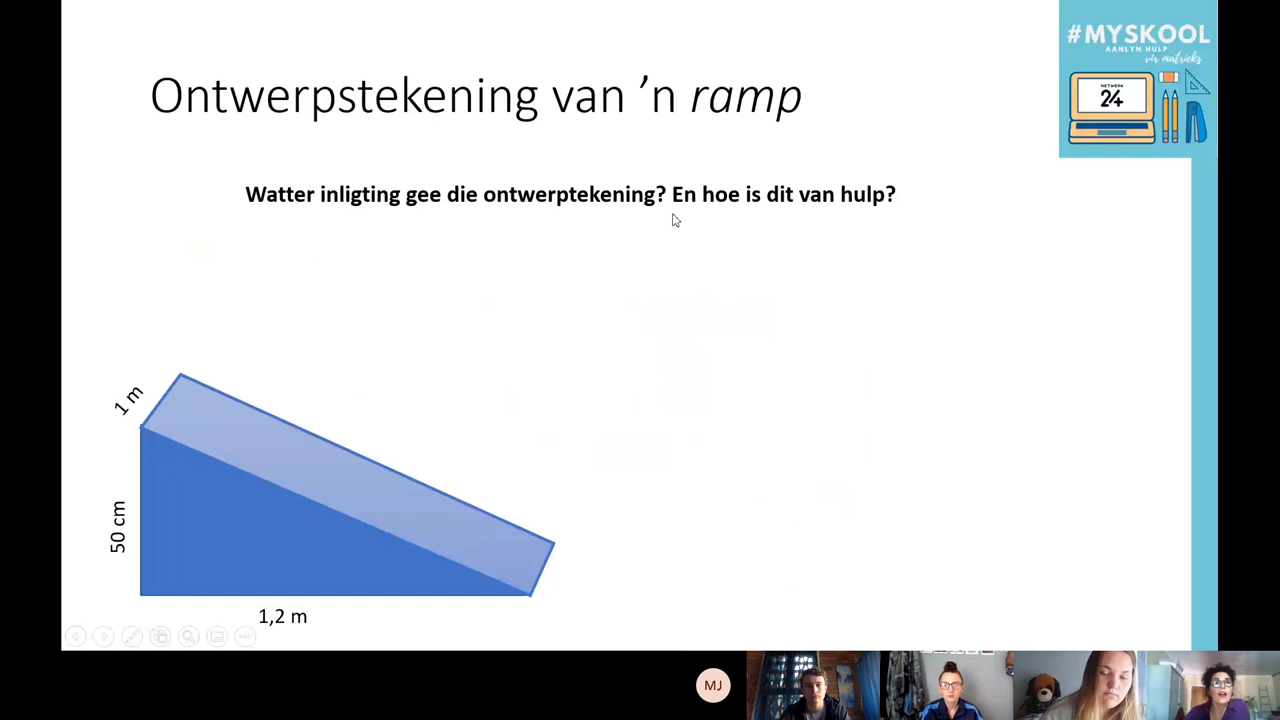 #MYSKOOL
AANLYN HULP
vir matrieks
NETWERK
24
Ontwerpstekening van ’n ramp
Watter inligting gee die ontwerptekening? En hoe is dit van hulp?
1 m
50 cm
1,2 m
MJ